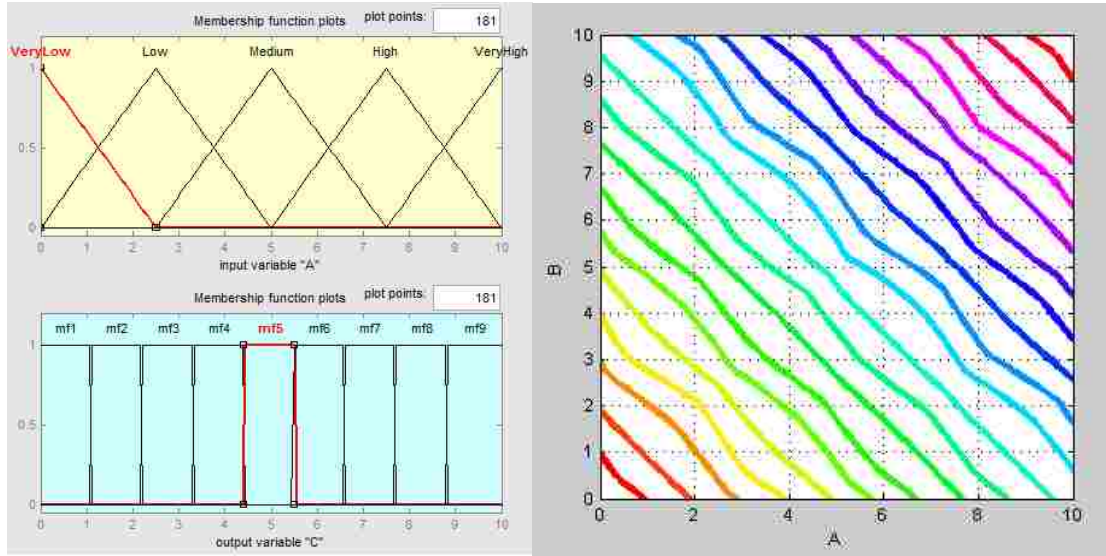 Membership function plots plot points: 181
VeryLow Low Medium High VeryHigh
1
0.5
0
0 1 2 3 4 5 6 7 8 9 10
input variable "A"
Membership function plots plot points: 181
mf1 mf2 mf3 mf4 mf5 mf6 mf7 mf8 mf9
1
0.5
0
0 1 2 3 4 5 6 7 8 9 10
output variable "C"
10
9
8
7
6
5
4
3
2
1
0
B
0 2 4 6 8 10
A